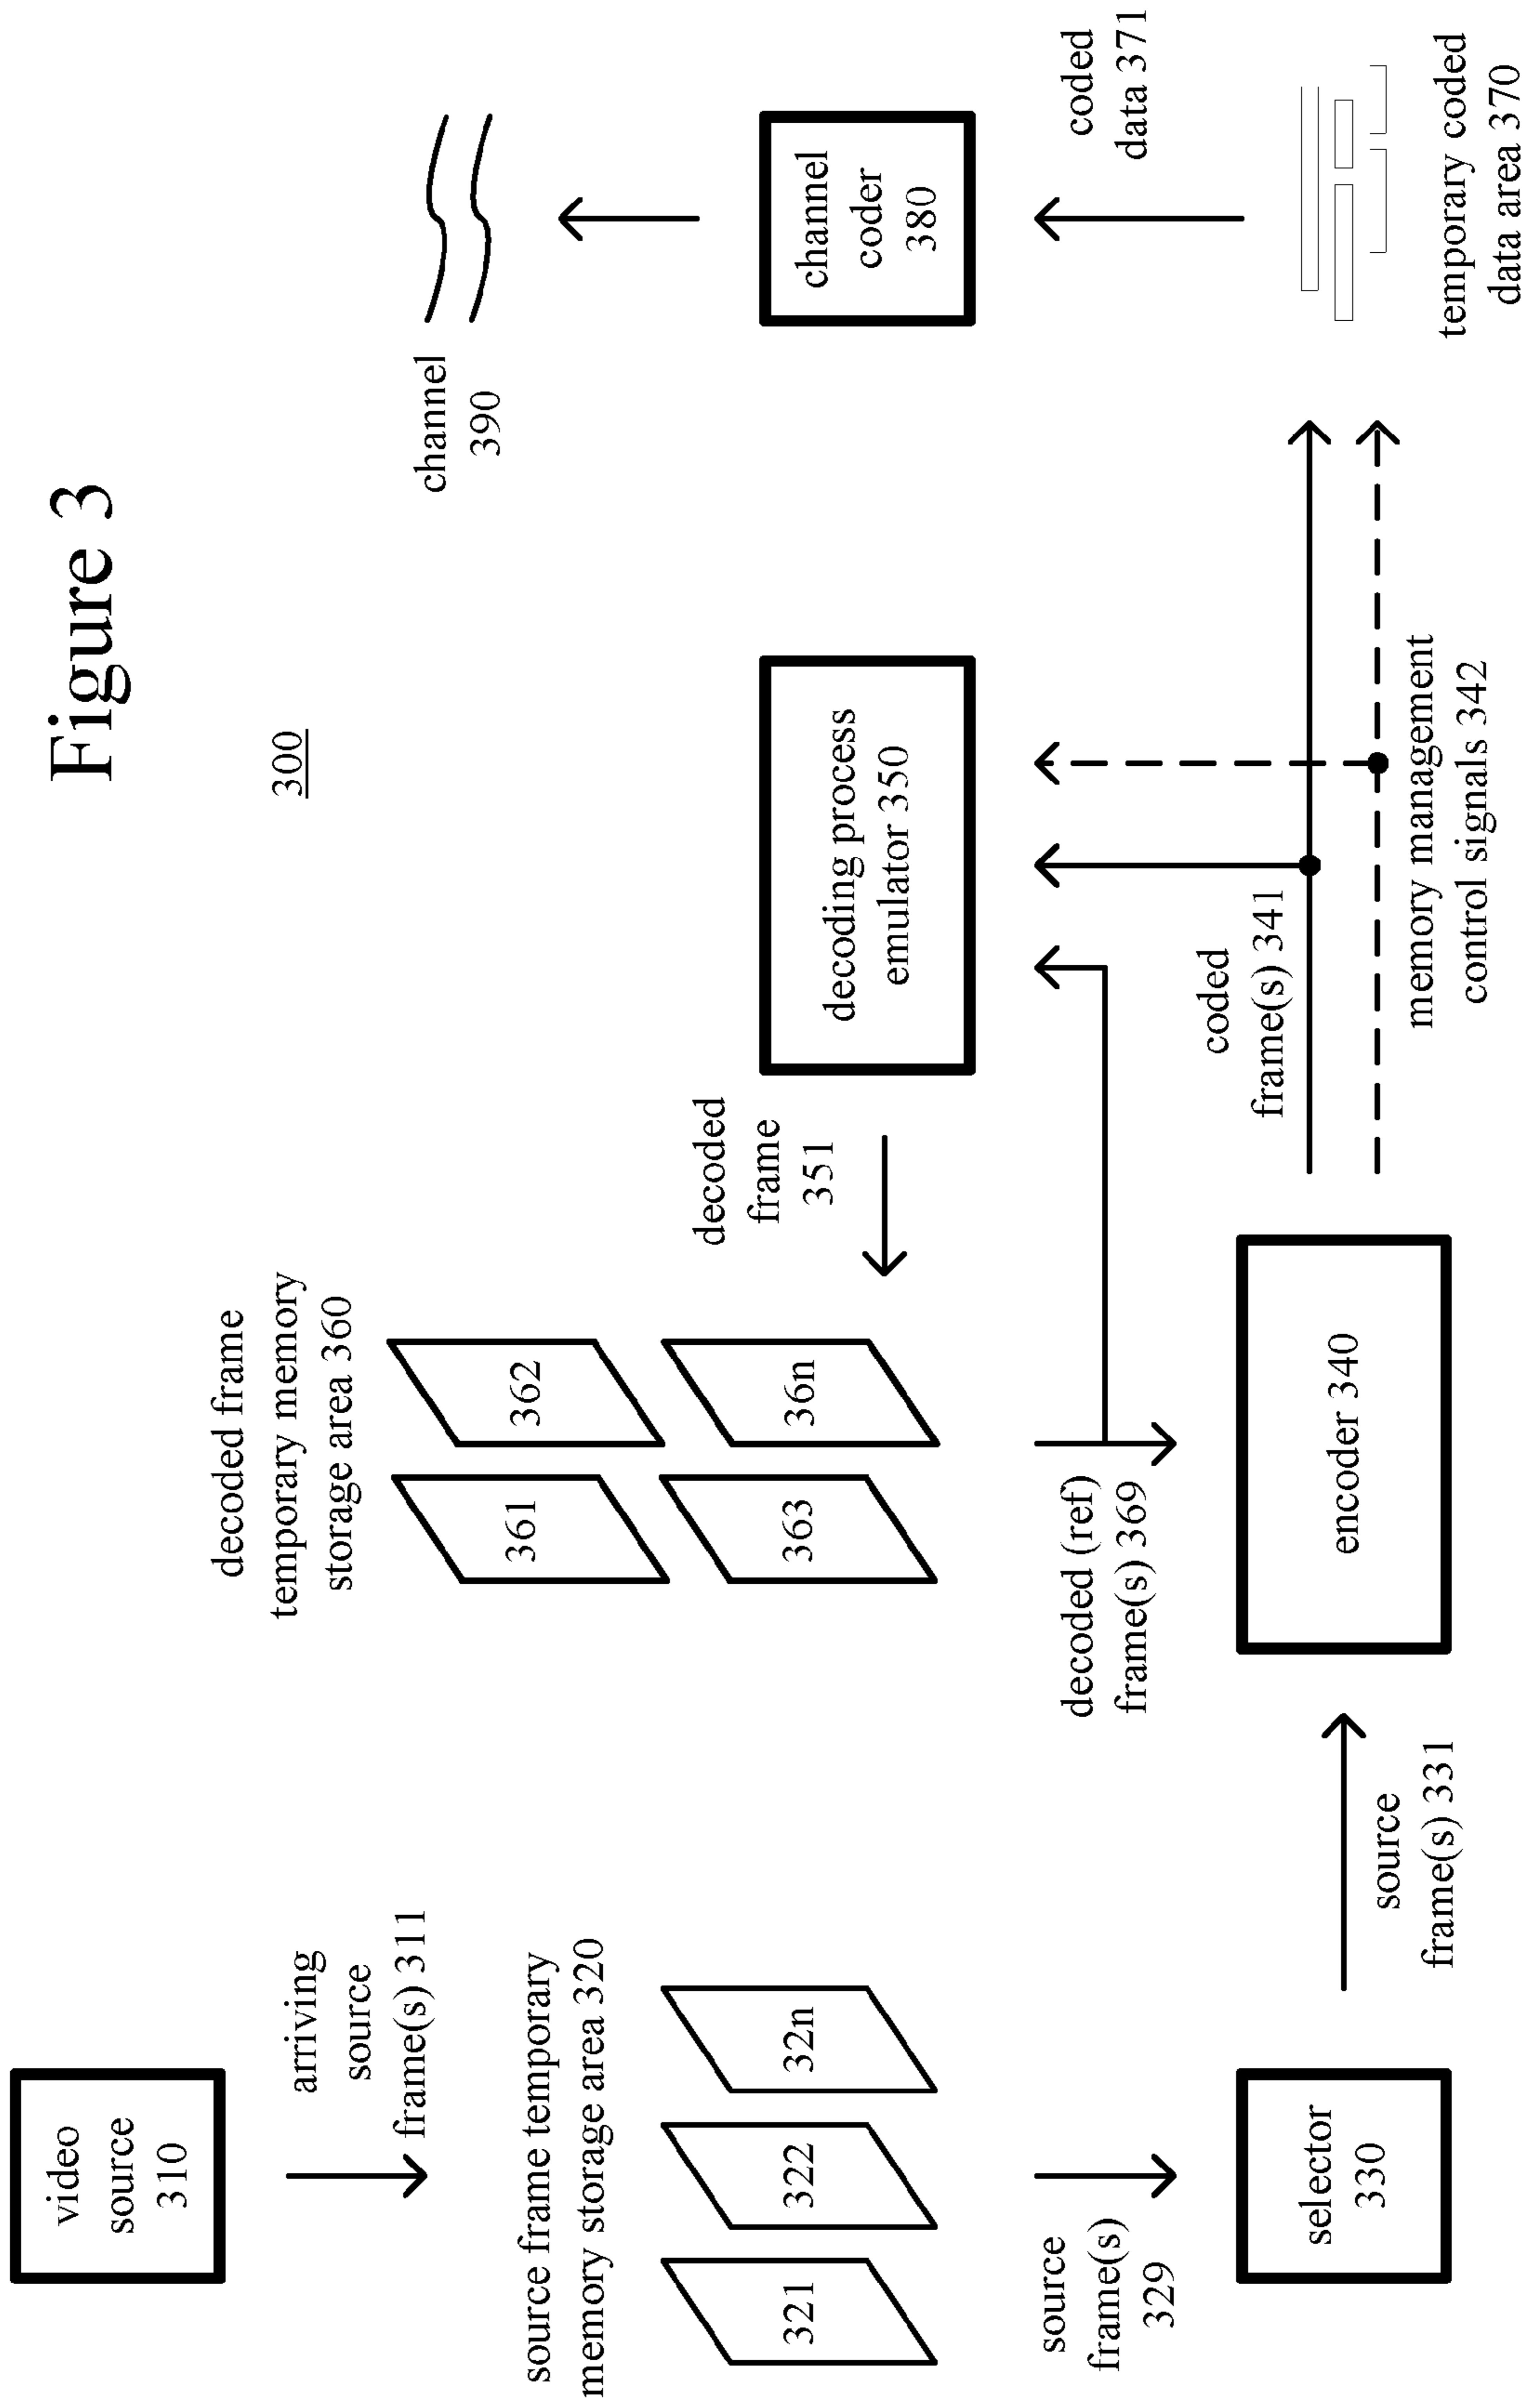 Figure 3
300
video
source
310
arriving
source
frame(s) 311
source frame temporary
memory storage area 320
321
322
32n
source
frame(s)
329
selector
330
source
frame(s) 331
decoded frame
temporary memory
storage area 360
361
362
363
36n
decoded (ref)
frame(s) 369
encoder 340
decoded
frame
351
decoding process
emulator 350
coded
frame(s) 341
memory management
control signals 342
channel
390
channel
coder
380
coded
data 371
temporary coded
data area 370